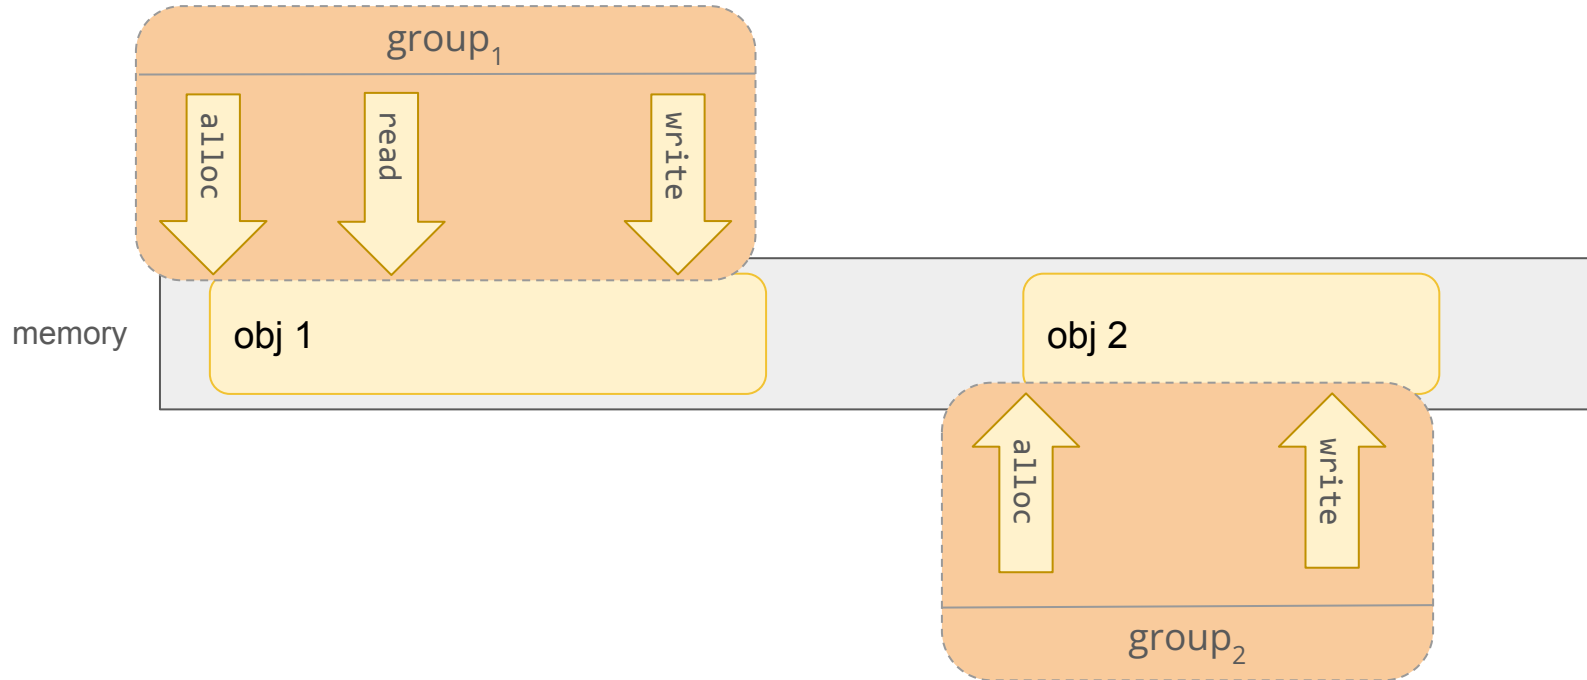 group₁
alloc
read
write
memory
obj 1
obj 2
alloc
write
group₂